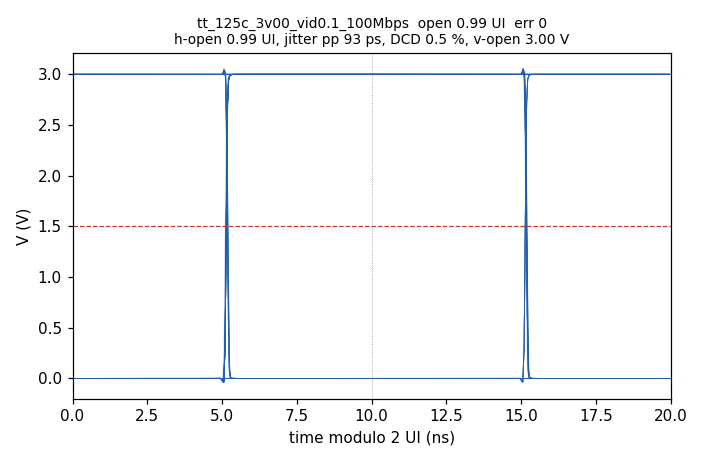 tt_125c_3v00_vid0.1_100Mbps  open 0.99 UI  err 0
h-open 0.99 UI, jitter pp 93 ps, DCD 0.5 %, v-open 3.00 V
3.0
2.5
2.0
1.5
1.0
0.5
0.0
V (V)
0.0 2.5 5.0 7.5 10.0 12.5 15.0 17.5 20.0
time modulo 2 UI (ns)